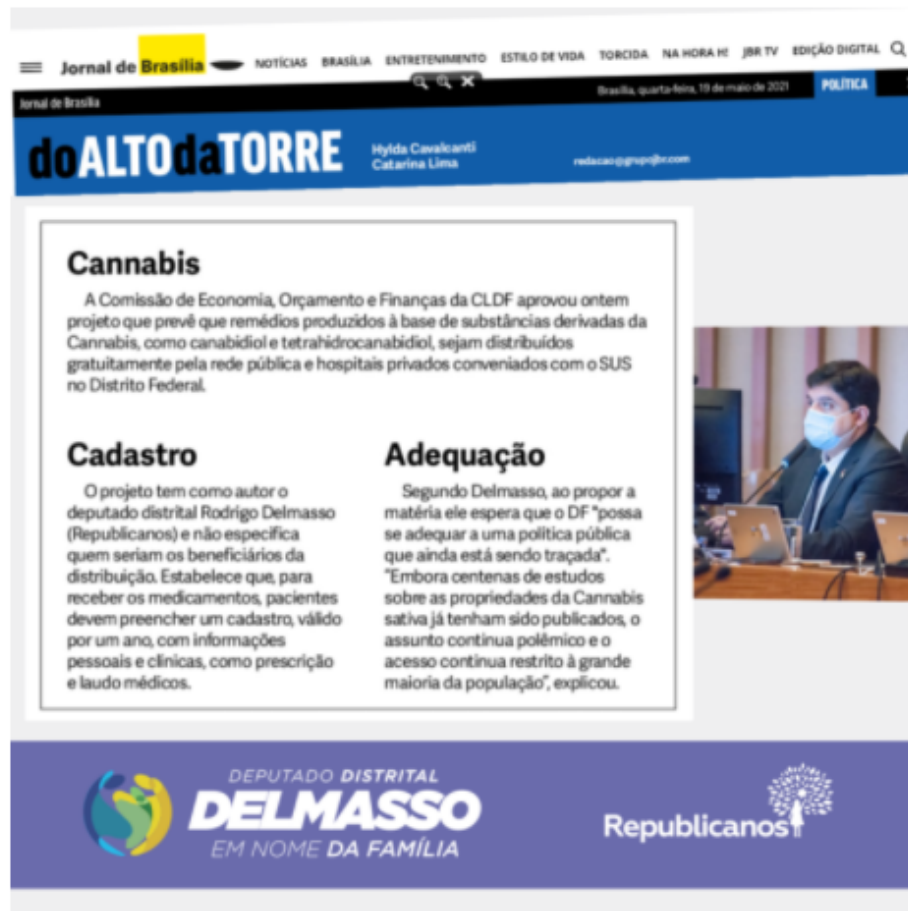 Jornal de Brasília NOTÍCIAS BRASÍLIA ENTRETENIMENTO ESTILO DE VIDA TORCIDA NA HORA H! JBR TV EDIÇÃO DIGITAL
Jornal de Brasília Brasília, quarta-feira, 19 de maio de 2021 POLÍTICA
doALTOdaTORRE
Hylda Cavalcanti
Catarina Lima
redacao@grupojbr.com
Cannabis
A Comissão de Economia, Orçamento e Finanças da CLDF aprovou ontem
projeto que prevê que remédios produzidos à base de substâncias derivadas da
Cannabis, como canabidiol e tetrahidrocanabidiol, sejam distribuídos
gratuitamente pela rede pública e hospitais privados conveniados com o SUS
no Distrito Federal.
Cadastro
O projeto tem como autor o
deputado distrital Rodrigo Delmasso
(Republicanos) e não especifica
quem seriam os beneficiários da
distribuição. Estabelece que, para
receber os medicamentos, pacientes
devem preencher um cadastro, válido
por um ano, com informações
pessoais e clínicas, como prescrição
e laudo médicos.
Adequação
Segundo Delmasso, ao propor a
matéria ele espera que o DF "possa
se adequar a uma política pública
que ainda está sendo traçada".
"Embora centenas de estudos
sobre as propriedades da Cannabis
sativa já tenham sido publicados, o
assunto continua polêmico e o
acesso continua restrito à grande
maioria da população", explicou.
DEPUTADO DISTRITAL
DELMASSO
EM NOME DA FAMÍLIA
Republicanos